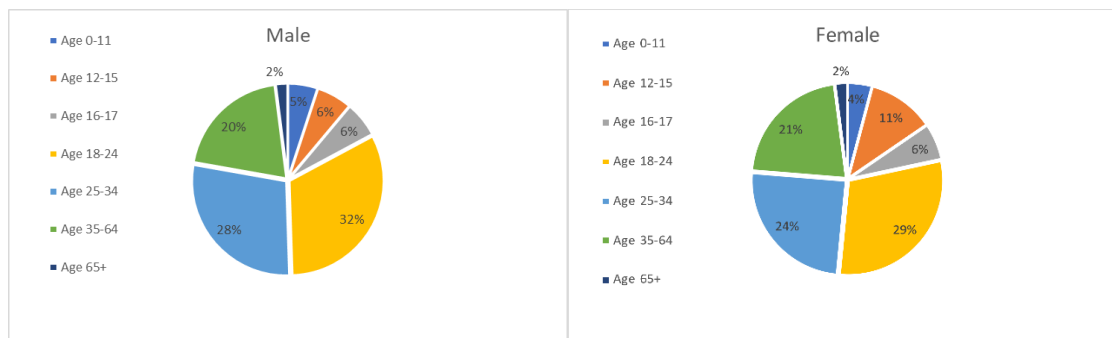 Male
Age 0-11
Age 12-15
Age 16-17
Age 18-24
Age 25-34
Age 35-64
Age 65+
2%
5%
6%
6%
20%
28%
32%
Female
Age 0-11
Age 12-15
Age 16-17
Age 18-24
Age 25-34
Age 35-64
Age 65+
2%
4%
11%
6%
21%
24%
29%